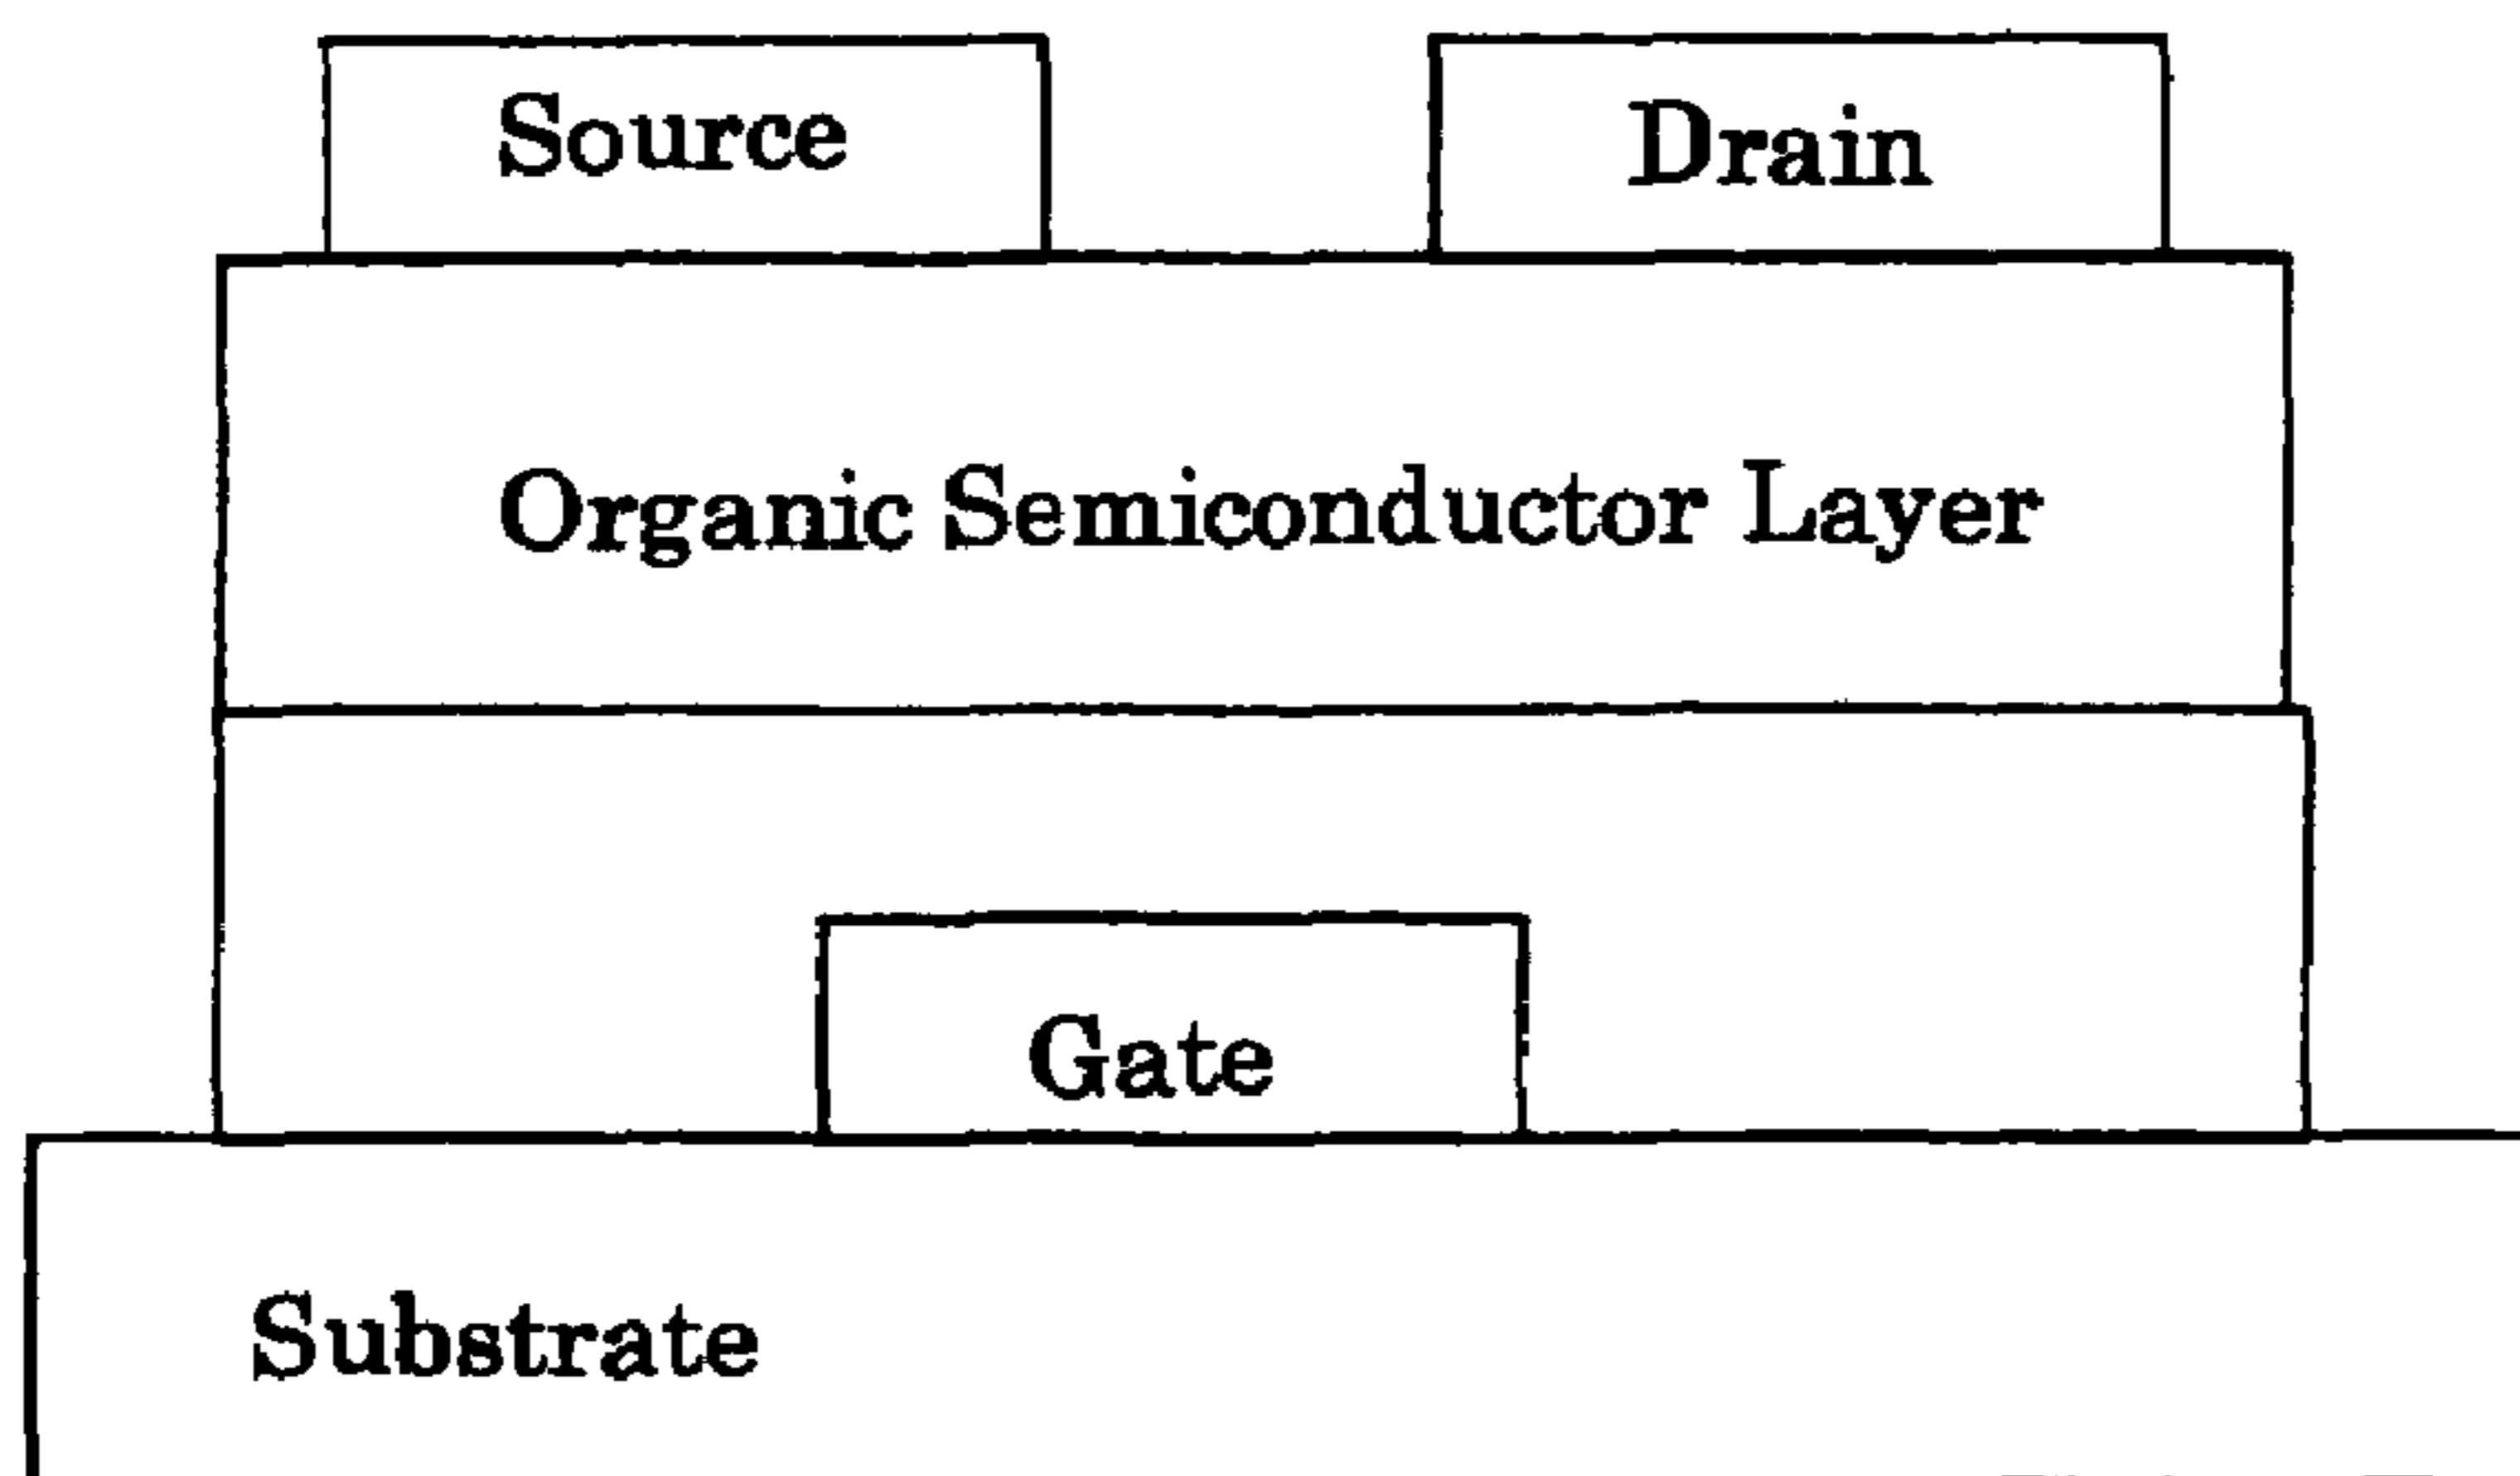 Source
Drain
Organic Semiconductor Layer
Gate
Substrate